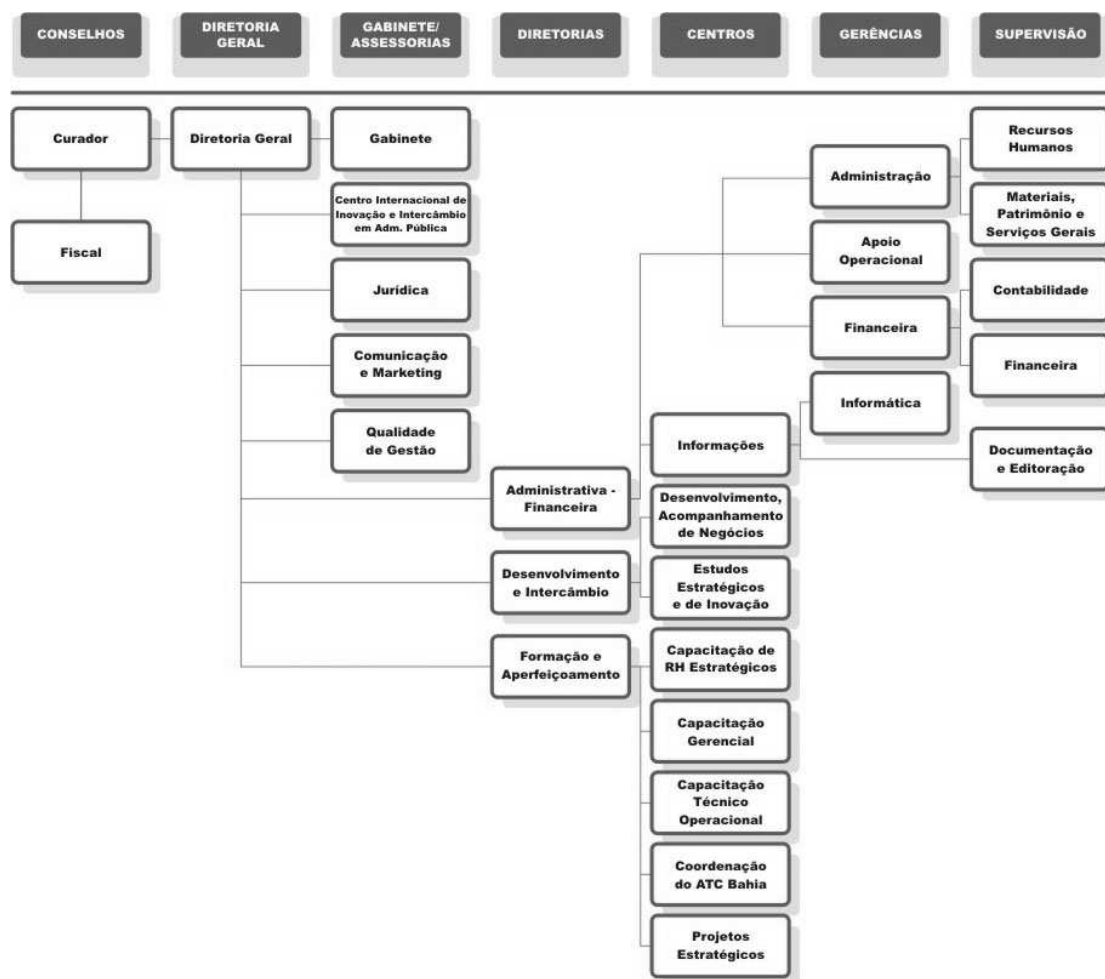 CONSELHOS
DIRETORIA
GERAL
GABINETE/
ASSESSORIAS
DIRETORIAS
CENTROS
GERÊNCIAS
SUPERVISÃO
Curador
Fiscal
Diretoria Geral
Gabinete
Centro Internacional de
Inovação e Intercâmbio
em Adm. Pública
Jurídica
Comunicação
e Marketing
Qualidade
de Gestão
Administrativa -
Financeira
Desenvolvimento
e Intercâmbio
Formação e
Aperfeiçoamento
Informações
Desenvolvimento,
Acompanhamento
de Negócios
Estudos
Estratégicos
e de Inovação
Capacitação de
RH Estratégicos
Capacitação
Gerencial
Capacitação
Técnico
Operacional
Coordenação
do ATC Bahia
Projetos
Estratégicos
Administração
Apoio
Operacional
Financeira
Informática
Recursos
Humanos
Materiais,
Patrimônio e
Serviços Gerais
Contabilidade
Financeira
Documentação
e Editoração